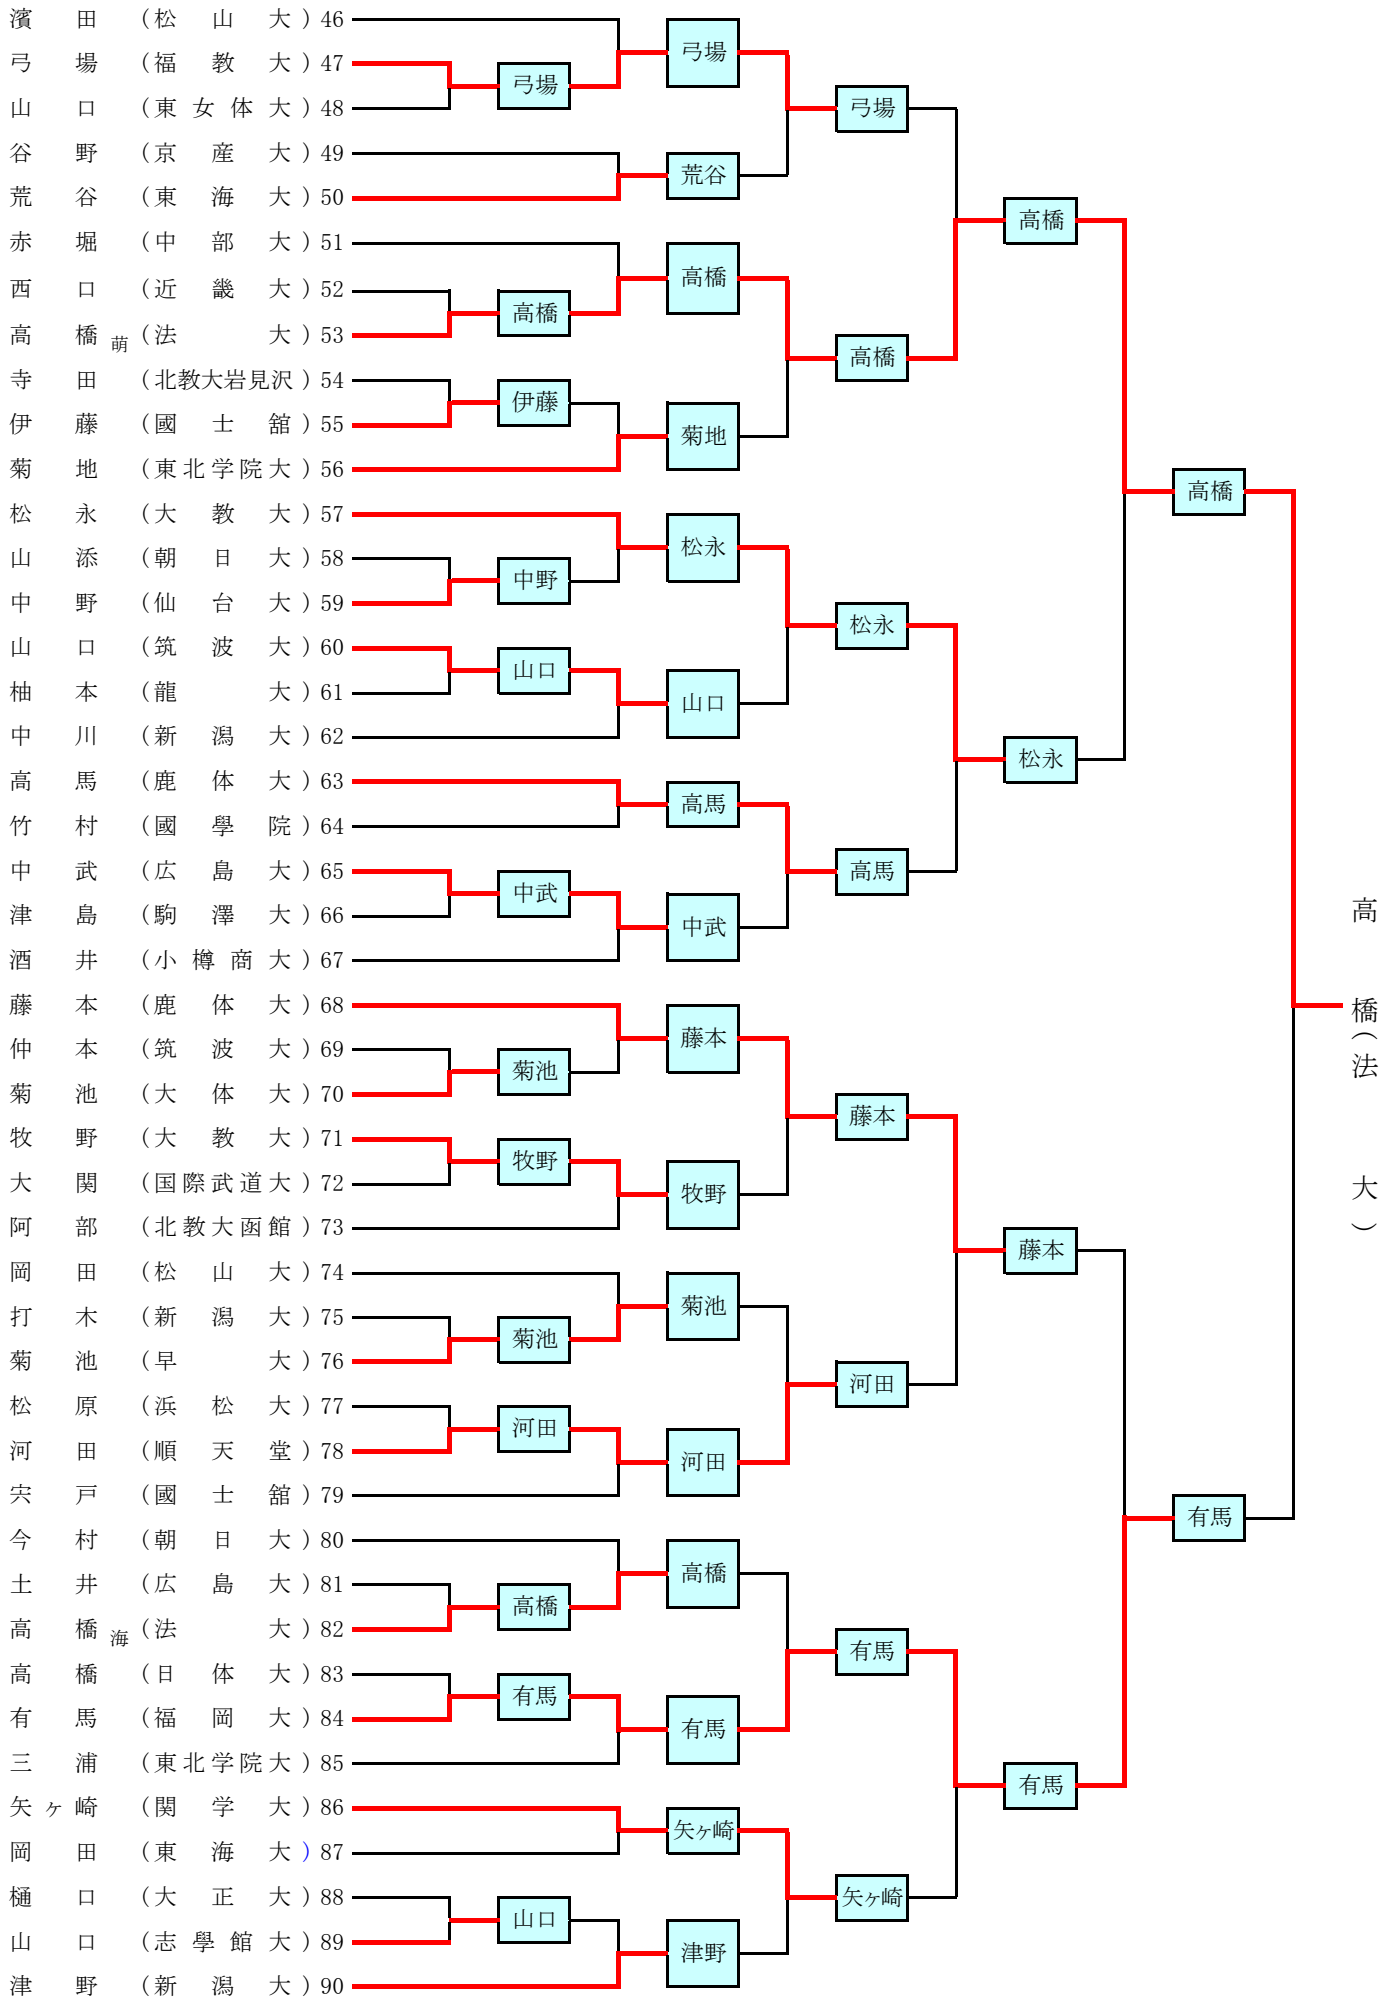 濱田（松山大）46
弓場（福教大）47
山口（東女体大）48
谷野（京産大）49
荒谷（東海大）50
赤堀（中部大）51
西口（近畿大）52
高橋萌（法大）53
寺田（北教大岩見沢）54
伊藤（國士舘）55
菊地（東北学院大）56
松永（大教大）57
山添（朝日大）58
中野（仙台大）59
山口（筑波大）60
柚本（龍大）61
中川（新潟大）62
高馬（鹿体大）63
竹村（國學院）64
中武（広島大）65
津島（駒澤大）66
酒井（小樽商大）67
藤本（鹿体大）68
仲本（筑波大）69
菊池（大体大）70
牧野（大教大）71
大関（国際武道大）72
阿部（北教大函館）73
岡田（松山大）74
打木（新潟大）75
菊池（早大）76
松原（浜松大）77
河田（順天堂）78
宍戸（國士舘）79
今村（朝日大）80
土井（広島大）81
高橋海（法大）82
高橋（日体大）83
有馬（福岡大）84
三浦（東北学院大）85
矢ヶ崎（関学大）86
岡田（東海大）87
樋口（大正大）88
山口（志學館大）89
津野（新潟大）90
弓場
高橋
伊藤
中野
山口
中武
菊池
牧野
菊池
河田
高橋
有馬
山口
弓場
荒谷
高橋
菊地
松永
山口
高馬
中武
藤本
牧野
菊池
河田
高橋
有馬
矢ヶ崎
津野
弓場
高橋
松永
高馬
藤本
河田
有馬
矢ヶ崎
高橋
松永
藤本
有馬
高橋
有馬
高橋（法大）